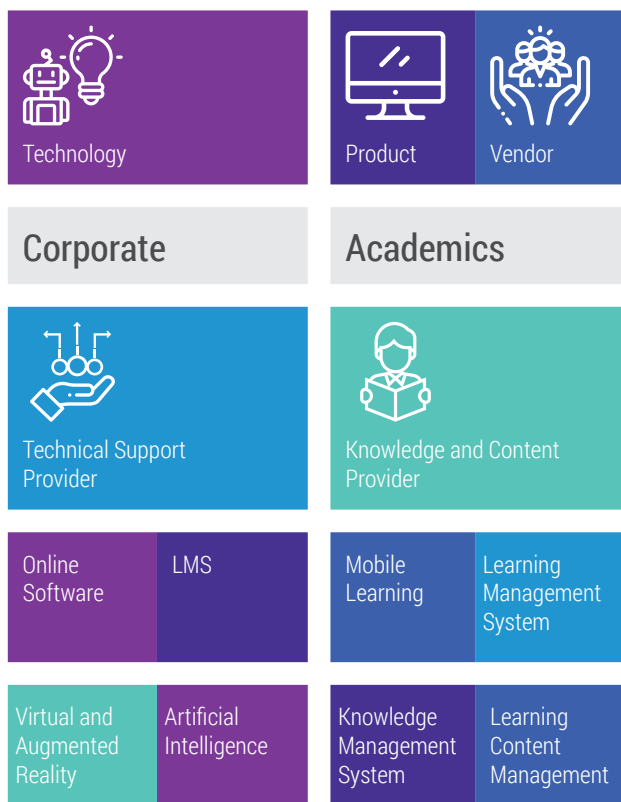 Technology
Product
Vendor
Corporate
Academics
Technical Support
Provider
Knowledge and Content
Provider
Online
Software
LMS
Mobile
Learning
Learning
Management
System
Virtual and
Augmented
Reality
Artificial
Intelligence
Knowledge
Management
System
Learning
Content
Management